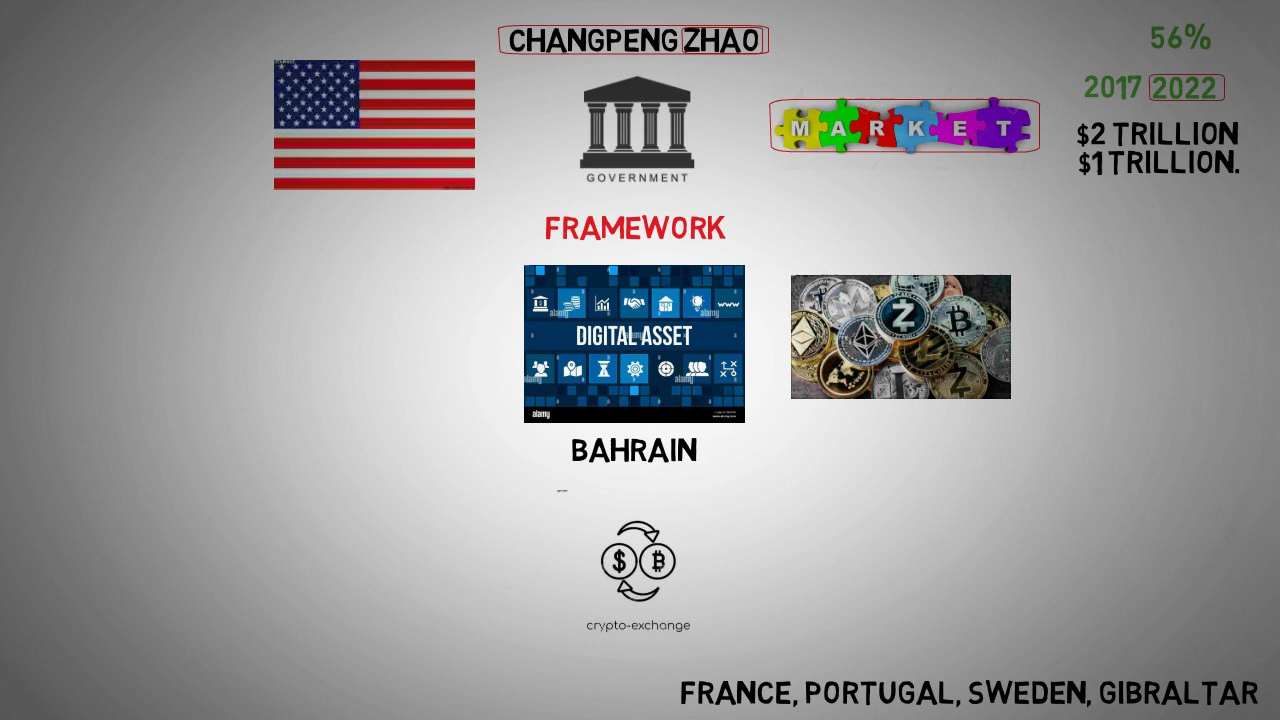 CHANGPENG ZHAO
56%
2017 2022
$2 TRILLION
$1 TRILLION.
MARKET
GOVERNMENT
FRAMEWORK
www
DIGITAL ASSET
alamy
BAHRAIN
$ ₿
crypto-exchange
FRANCE, PORTUGAL, SWEDEN, GIBRALTAR